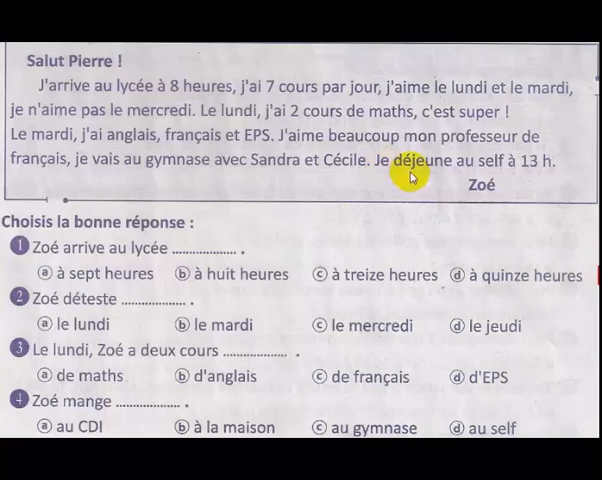 Salut Pierre !
J'arrive au lycée à 8 heures, j'ai 7 cours par jour, j'aime le lundi et le mardi,
je n'aime pas le mercredi. Le lundi, j'ai 2 cours de maths, c'est super !
Le mardi, j'ai anglais, français et EPS. J'aime beaucoup mon professeur de
français, je vais au gymnase avec Sandra et Cécile. Je déjeune au self à 13 h.
Zoé
Choisis la bonne réponse :
1 Zoé arrive au lycée .................. .
a à sept heures b à huit heures c à treize heures d à quinze heures
2 Zoé déteste .................. .
a le lundi b le mardi c le mercredi d le jeudi
3 Le lundi, Zoé a deux cours .................. .
a de maths b d'anglais c de français d d'EPS
4 Zoé mange .................. .
a au CDI b à la maison c au gymnase d au self